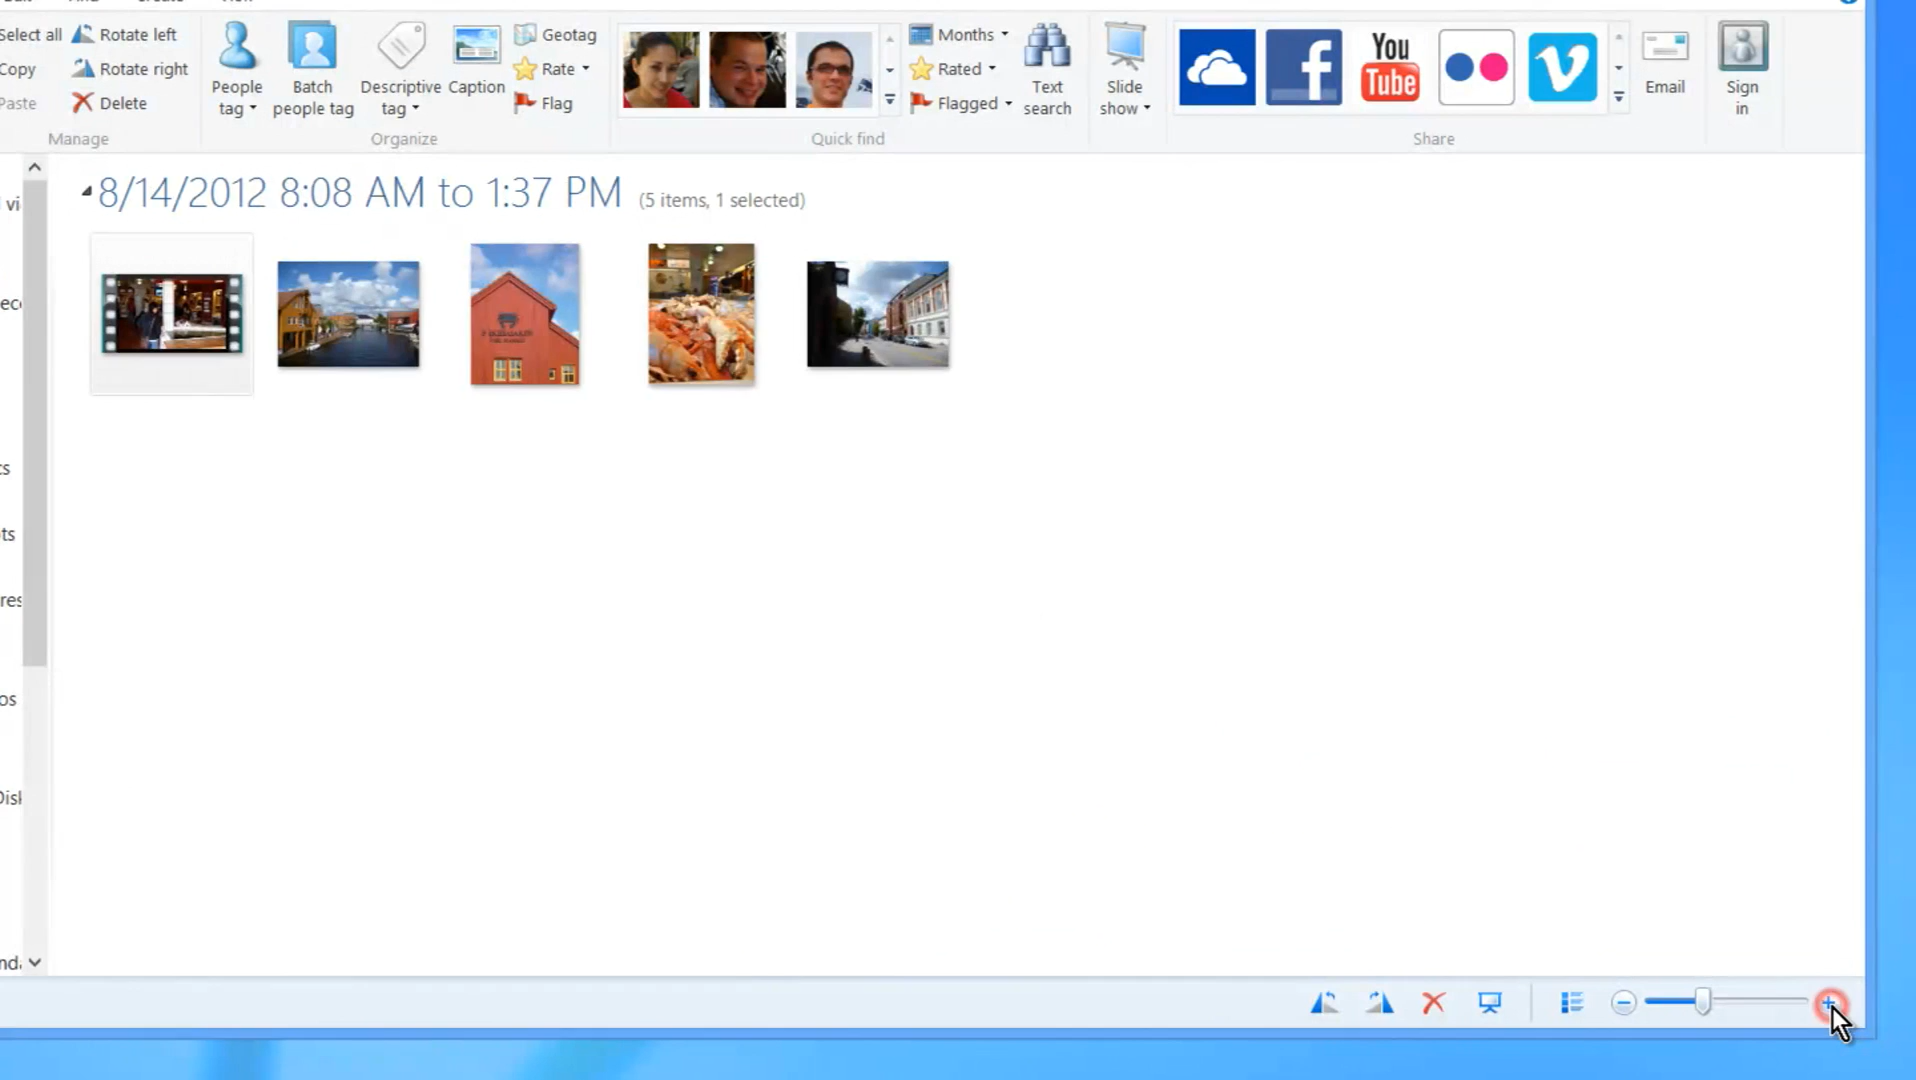 Select all
Rotate left
Copy
Rotate right
Paste
Delete
Manage
People tag
Batch people tag
Descriptive tag
Caption
Geotag
Rate
Flag
Organize
Months
Rated
Flagged
Text search
Quick find
Slide show
f
You
Tube
v
Share
Email
Sign in
8/14/2012 8:08 AM to 1:37 PM (5 items, 1 selected)